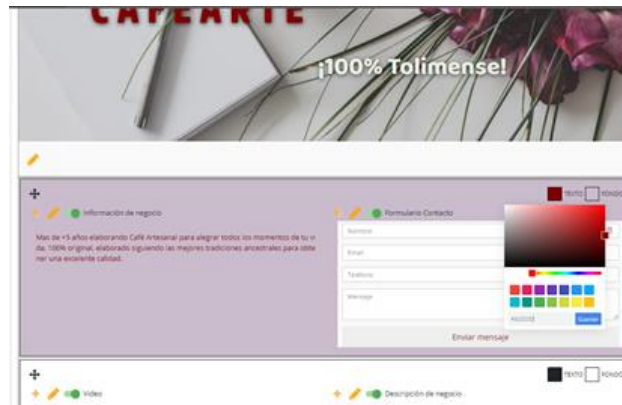 CAFEARTE
¡100% Tolimense!
TEXTO FONDO
Información de negocio
Formulario Contacto
Mas de +5 años elaborando Café Artesanal para alegrar todos los momentos de tu vi
da. 100% original, elaborado siguiendo las mejores tradiciones ancestrales para obte
ner una excelente calidad.
Nombre
Email
Teléfono
Mensaje
Guardar
Enviar mensaje
TEXTO FONDO
Video
Descripción de negocio